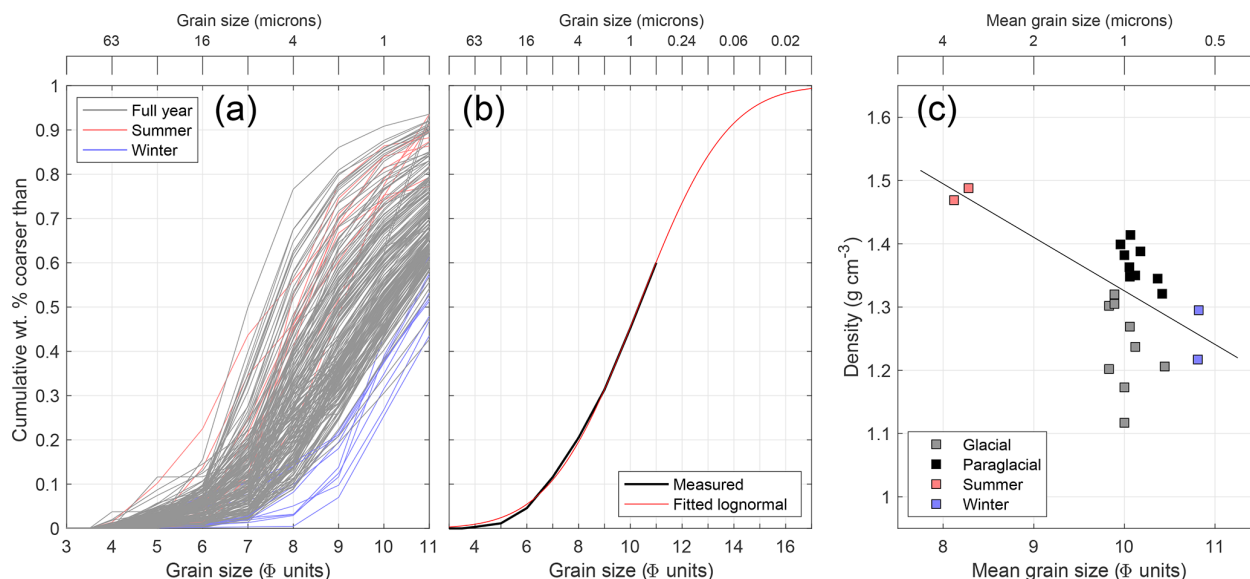 Grain size (microns)
63 16 4 1
(a)
Full year
Summer
Winter
Cumulative wt. % coarser than
1
0.9
0.8
0.7
0.6
0.5
0.4
0.3
0.2
0.1
0
3 4 5 6 7 8 9 10 11
Grain size (Φ units)
Grain size (microns)
63 16 4 1 0.24 0.06 0.02
(b)
Measured
Fitted lognormal
4 6 8 10 12 14 16
Grain size (Φ units)
Mean grain size (microns)
4 2 1 0.5
(c)
Density (g cm⁻³)
1.6
1.5
1.4
1.3
1.2
1.1
1
Glacial
Paraglacial
Summer
Winter
8 9 10 11
Mean grain size (Φ units)